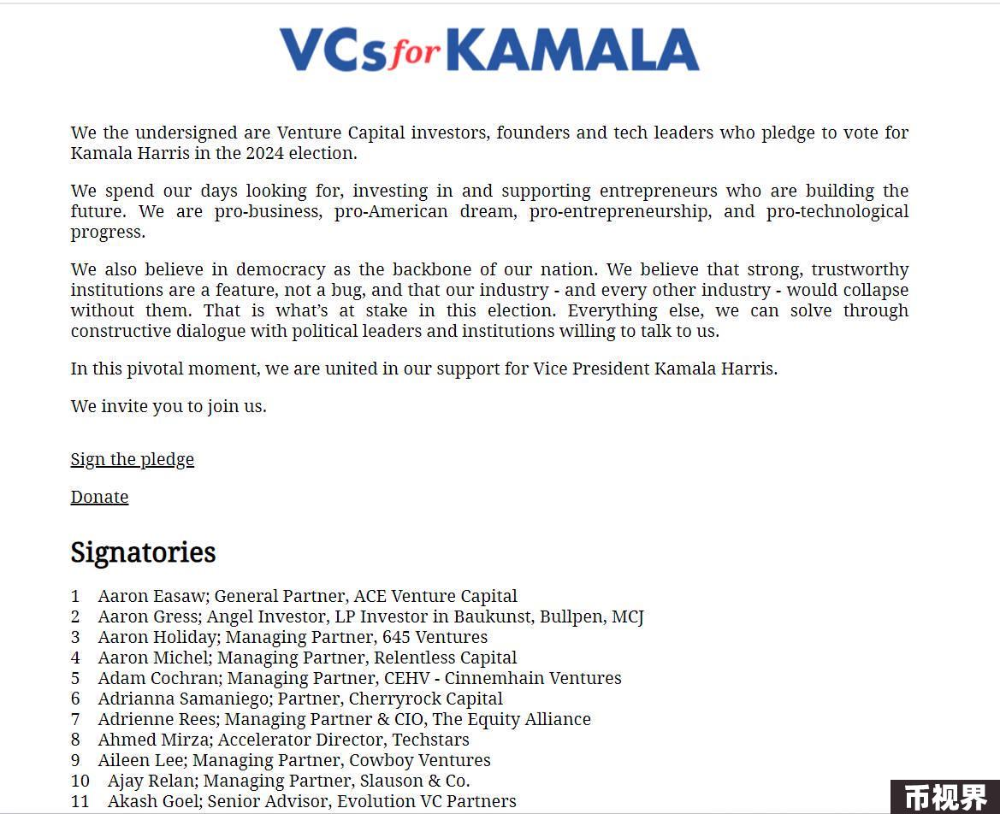 VCs for KAMALA
We the undersigned are Venture Capital investors, founders and tech leaders who pledge to vote for
Kamala Harris in the 2024 election.
We spend our days looking for, investing in and supporting entrepreneurs who are building the
future. We are pro-business, pro-American dream, pro-entrepreneurship, and pro-technological
progress.
We also believe in democracy as the backbone of our nation. We believe that strong, trustworthy
institutions are a feature, not a bug, and that our industry - and every other industry - would collapse
without them. That is what’s at stake in this election. Everything else, we can solve through
constructive dialogue with political leaders and institutions willing to talk to us.
In this pivotal moment, we are united in our support for Vice President Kamala Harris.
We invite you to join us.
Sign the pledge
Donate
Signatories
1 Aaron Easaw; General Partner, ACE Venture Capital
2 Aaron Gress; Angel Investor, LP Investor in Baukunst, Bullpen, MCJ
3 Aaron Holiday; Managing Partner, 645 Ventures
4 Aaron Michel; Managing Partner, Relentless Capital
5 Adam Cochran; Managing Partner, CEHV - Cinnemhain Ventures
6 Adrianna Samaniego; Partner, Cherryrock Capital
7 Adrienne Rees; Managing Partner & CIO, The Equity Alliance
8 Ahmed Mirza; Accelerator Director, Techstars
9 Aileen Lee; Managing Partner, Cowboy Ventures
10 Ajay Relan; Managing Partner, Slauson & Co.
11 Akash Goel; Senior Advisor, Evolution VC Partners
币视界